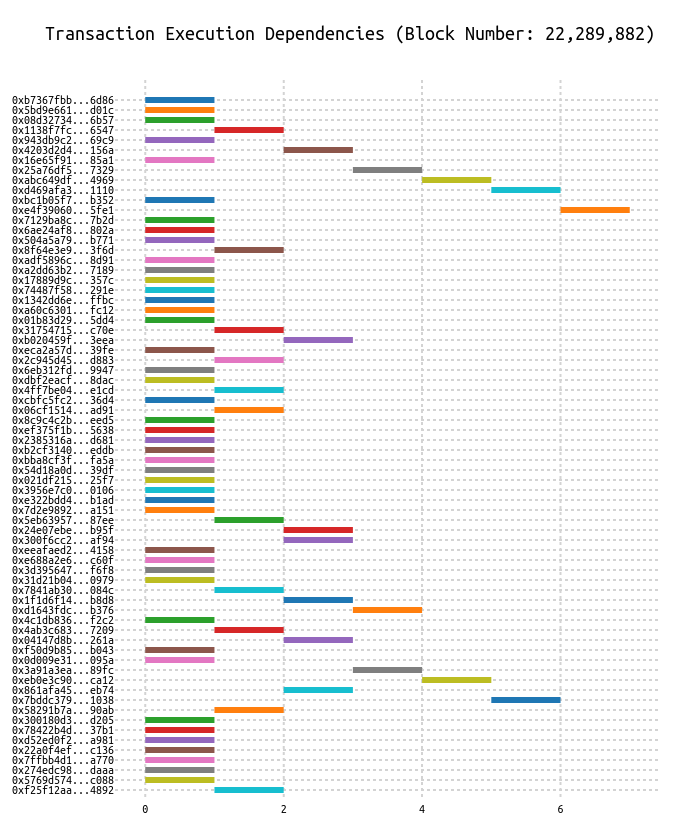 Transaction Execution Dependencies (Block Number: 22,289,882)
0xb7367fbb...6d86
0x5bd9e661...d01c
0x08d32734...6b57
0x1138f7fc...6547
0x943db9c2...69c9
0x4203d2d4...156a
0x16e65f91...85a1
0x25a76df5...7329
0xabc649df...4969
0xd469afa3...1110
0xbc1b05f7...b352
0xe4f39060...5fe1
0x7129ba8c...7b2d
0x6ae24af8...802a
0x504a5a79...b771
0x8f64e3e9...3f6d
0xadf5896c...8d91
0xa2dd63b2...7189
0x17889d9c...357c
0x74487f58...291e
0x1342dd6e...ffbc
0xa60c6301...fc12
0x01b83d29...5dd4
0x31754715...c70e
0xb020459f...3eea
0xeca2a57d...39fe
0x2c945d45...d883
0x6eb312fd...9947
0xdbf2eacf...8dac
0x4ff7be04...e1cd
0xcbfc5fc2...36d4
0x06cf1514...ad91
0x8c9c4c2b...eed5
0xef375f1b...5638
0x2385316a...d681
0xb2cf3140...eddb
0xbba8cf3f...fa5a
0x54d18a0d...39df
0x021df215...25f7
0x3956e7c0...0106
0xe322bdd4...b1ad
0x7d2e9892...a151
0x5eb63957...87ee
0x24e07ebe...b95f
0x300f6cc2...af94
0xeeafaed2...4158
0xe688a2e6...c60f
0x3d395647...f6f8
0x31d21b04...0979
0x7841ab30...084c
0x1f1d6f14...b8d8
0xd1643fdc...b376
0x4c1db836...f2c2
0x4ab3c683...7209
0x04147d8b...261a
0xf50d9b85...b043
0x0d009e31...095a
0x3a91a3ea...89fc
0xeb0e3c90...ca12
0x861afa45...eb74
0x7bddc379...1038
0x58291b7a...90ab
0x300180d3...d205
0x78422b4d...37b1
0xd52ed0f2...a981
0x22a0f4ef...c136
0x7ffbb4d1...a770
0x274edc98...daaa
0x5769d574...c088
0xf25f12aa...4892
0 2 4 6